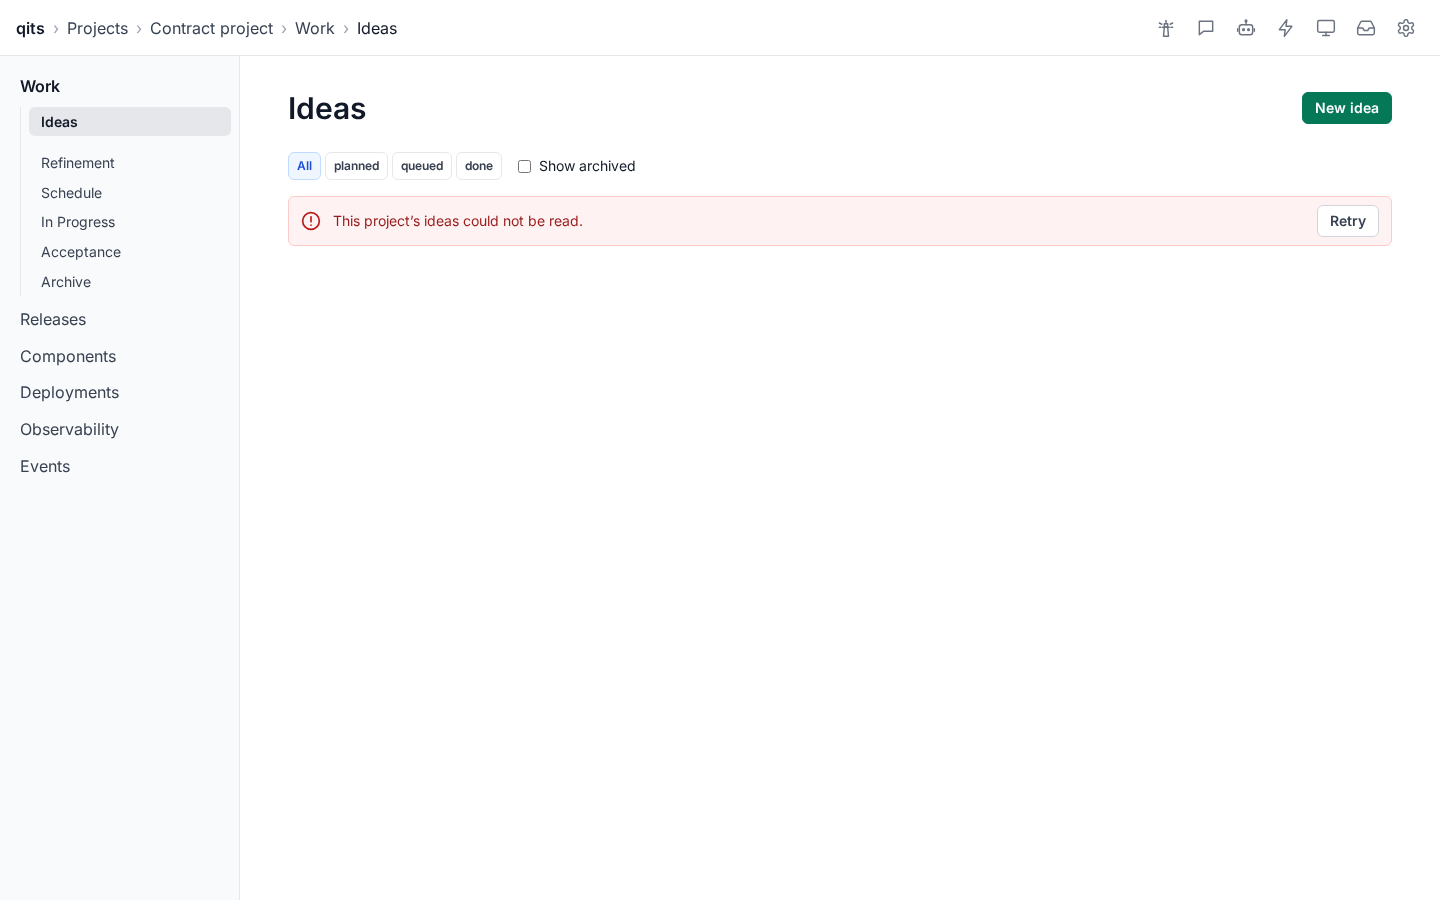 qits › Projects › Contract project › Work › Ideas
Work
Ideas
Refinement
Schedule
In Progress
Acceptance
Archive
Releases
Components
Deployments
Observability
Events
Ideas
New idea
All planned queued done Show archived
This project’s ideas could not be read.
Retry